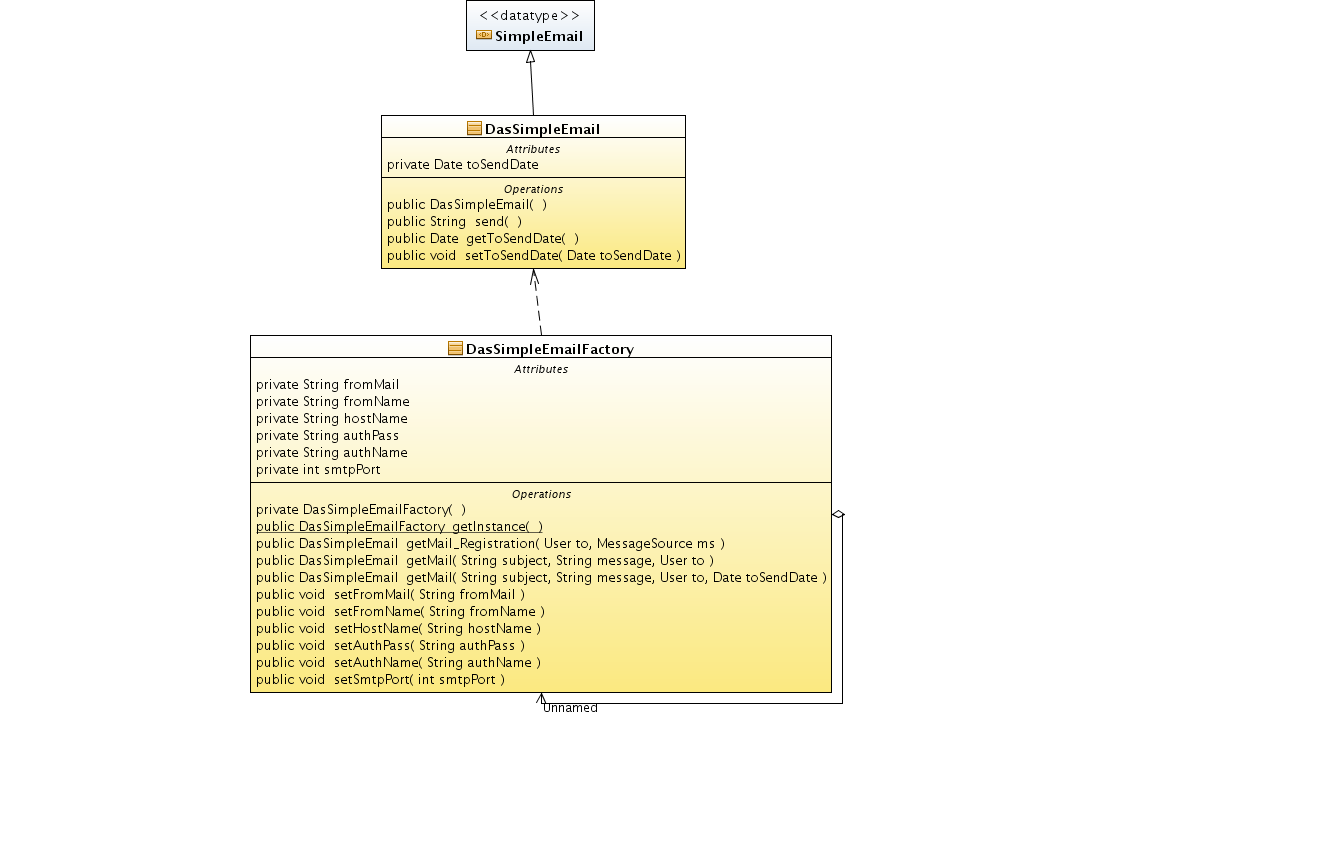 <<datatype>>
SimpleEmail
DasSimpleEmail
Attributes
private Date toSendDate
Operations
public DasSimpleEmail(  )
public String  send(  )
public Date  getToSendDate(  )
public void  setToSendDate( Date toSendDate )
DasSimpleEmailFactory
Attributes
private String fromMail
private String fromName
private String hostName
private String authPass
private String authName
private int smtpPort
Operations
private DasSimpleEmailFactory(  )
public DasSimpleEmailFactory  getInstance(  )
public DasSimpleEmail  getMail_Registration( User to, MessageSource ms )
public DasSimpleEmail  getMail( String subject, String message, User to )
public DasSimpleEmail  getMail( String subject, String message, User to, Date toSendDate )
public void  setFromMail( String fromMail )
public void  setFromName( String fromName )
public void  setHostName( String hostName )
public void  setAuthPass( String authPass )
public void  setAuthName( String authName )
public void  setSmtpPort( int smtpPort )
Unnamed